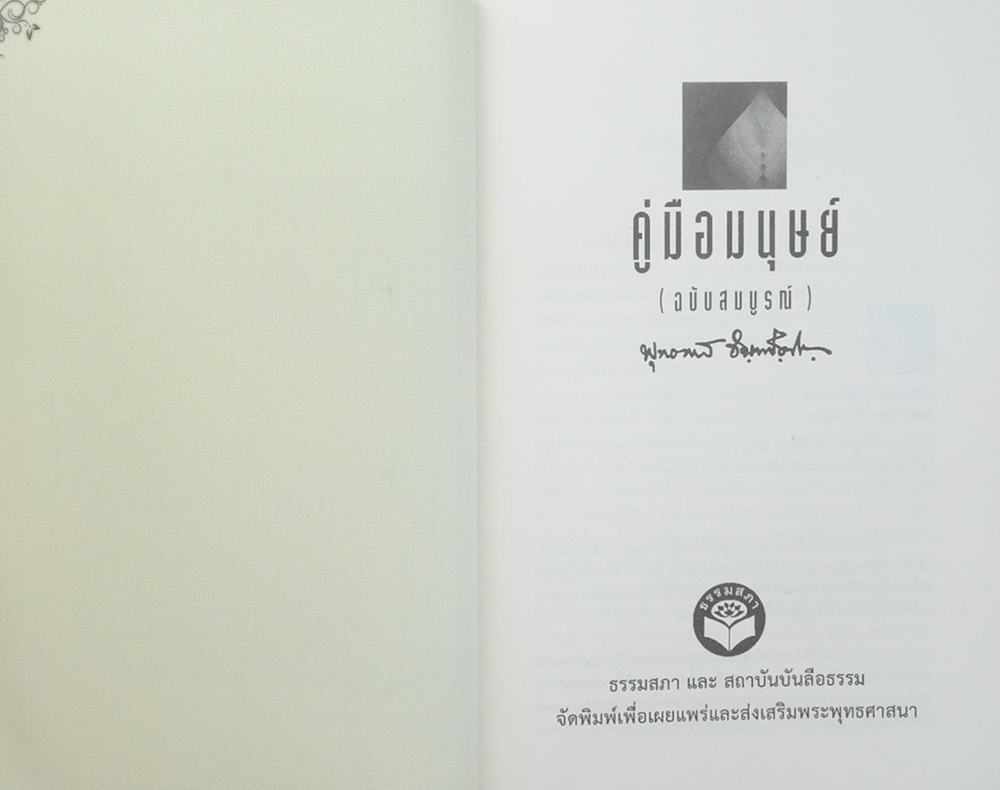 คู่มือมนุษย์
(ฉบับสมบูรณ์)
พุทธทาส อินทปัญโญ
ธรรมสภา
ธรรมสภา และ สถาบันบันลือธรรม
จัดพิมพ์เพื่อเผยแพร่และส่งเสริมพระพุทธศาสนา